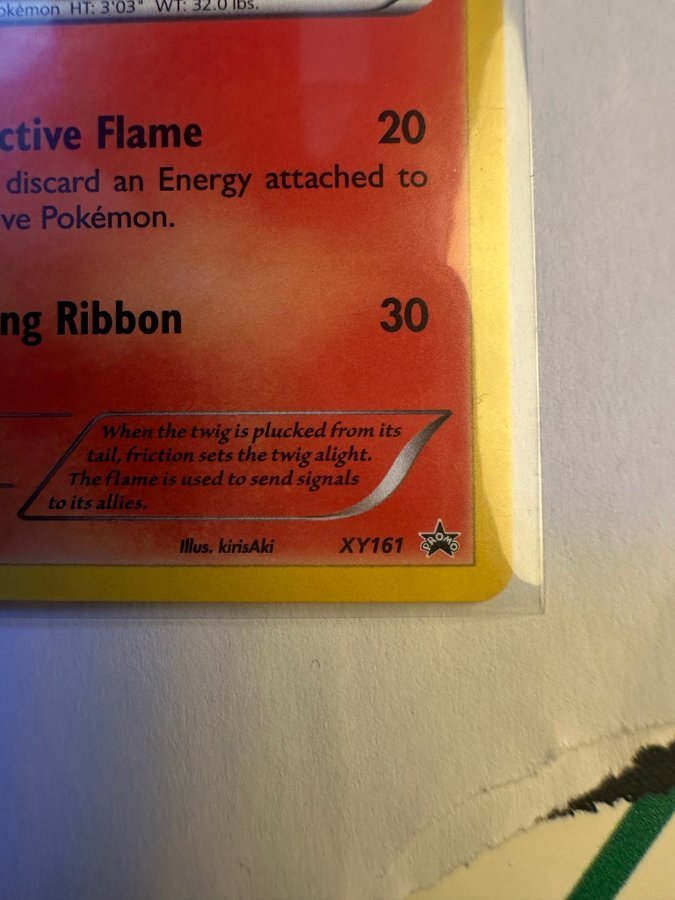 okémon HT: 3'03" WT: 32.0 lbs.
ctive Flame 20
discard an Energy attached to
ve Pokémon.
ng Ribbon 30
When the twig is plucked from its
tail, friction sets the twig alight.
The flame is used to send signals
to its allies.
Illus. kirisAki XY161 PROMO